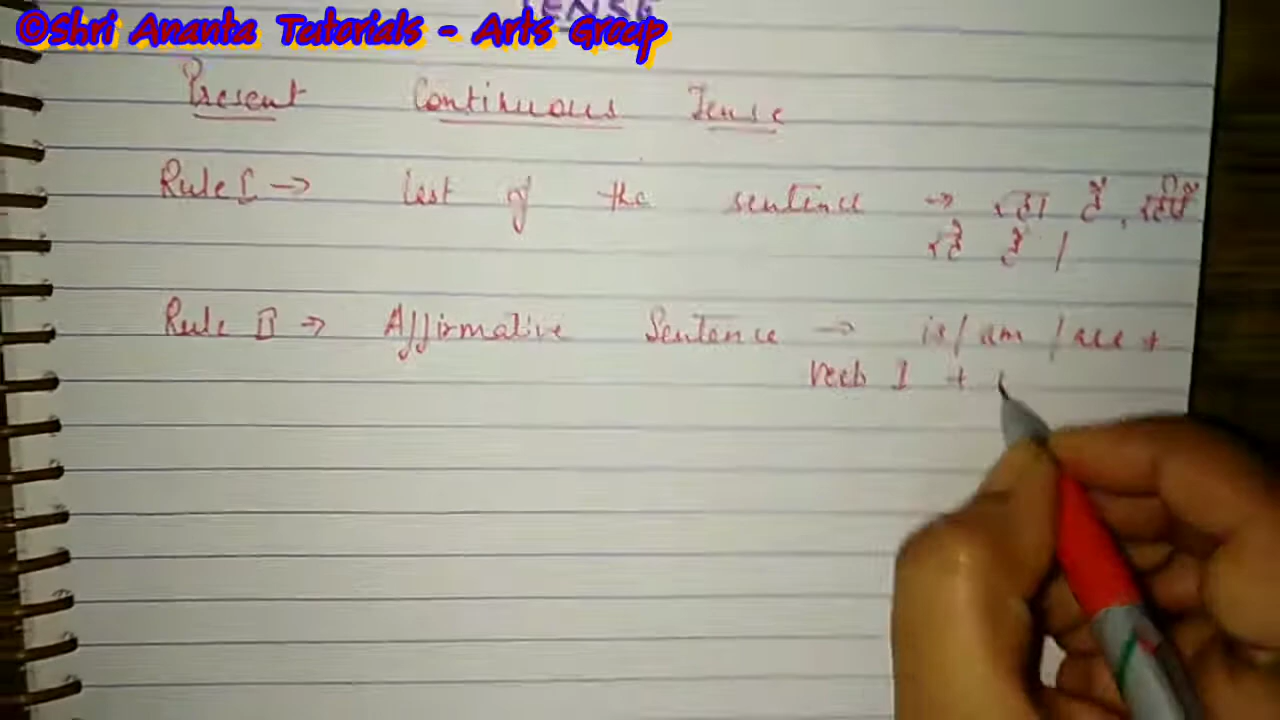 TENSE
©Shri Ananta Tutorials - Arts Group
Present Continuous Tense
Rule I → Last of the sentence → रहा है, रही है
रहे हैं ।
Rule II → Affirmative Sentence → is/am/are +
Verb I +